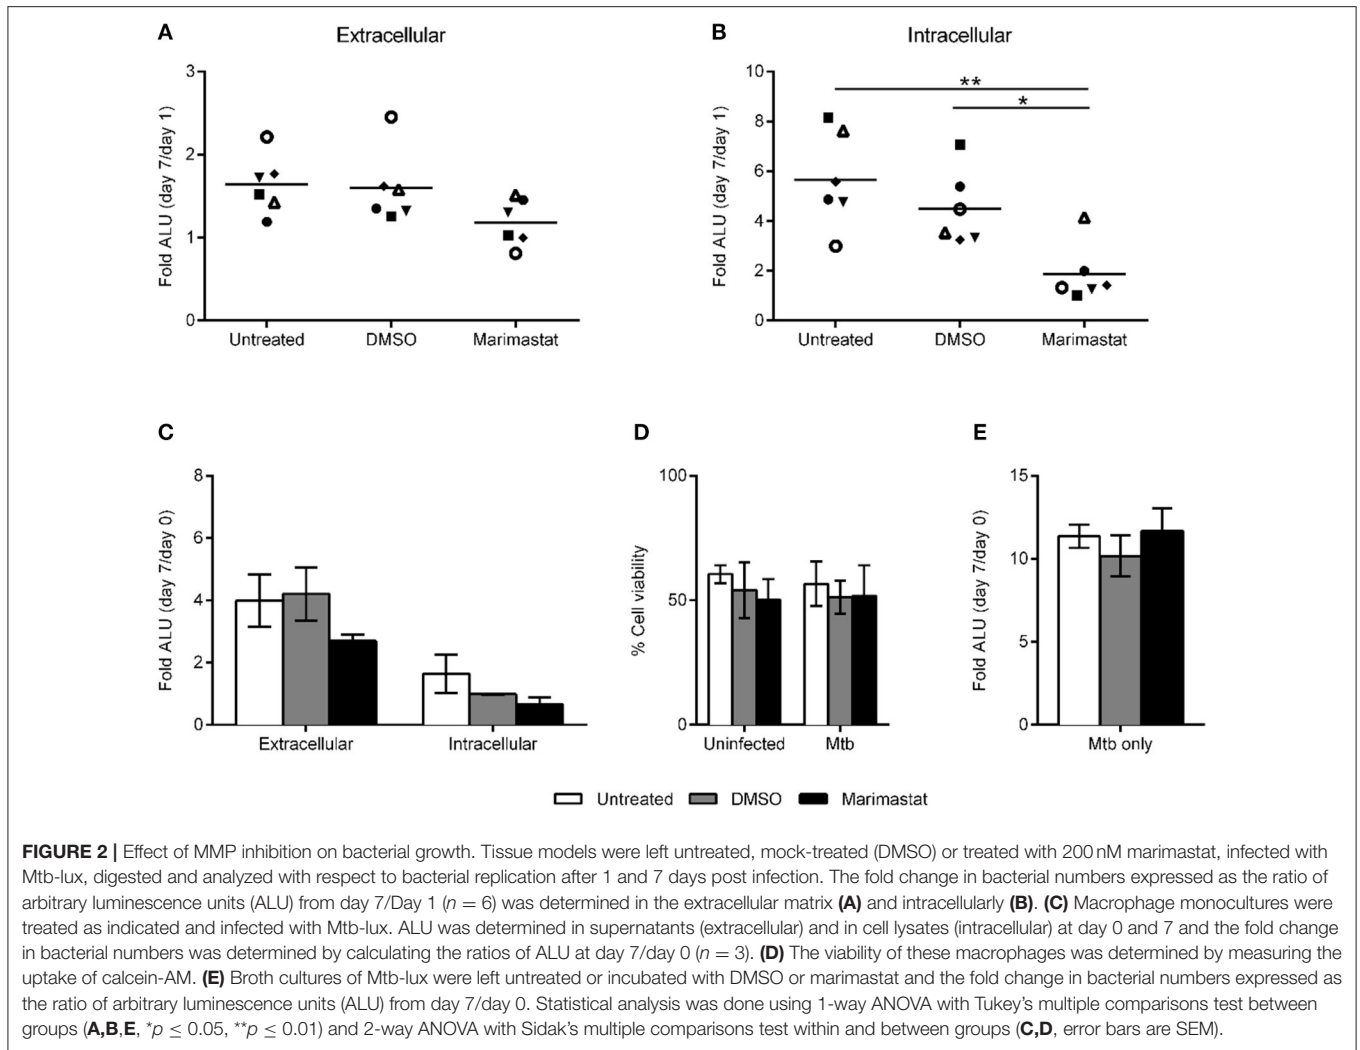 A
Extracellular
Fold ALU (day 7/day 1)
3
2
1
0
Untreated
DMSO
Marimastat
B
Intracellular
Fold ALU (day 7/day 1)
10
8
6
4
2
0
**
*
Untreated
DMSO
Marimastat
C
Fold ALU (day 7/day 0)
8
6
4
2
0
Extracellular
Intracellular
D
% Cell viability
100
50
0
Uninfected
Mtb
E
Fold ALU (day 7/day 0)
15
10
5
0
Mtb only
Untreated
DMSO
Marimastat
FIGURE 2 | Effect of MMP inhibition on bacterial growth. Tissue models were left untreated, mock-treated (DMSO) or treated with 200 nM marimastat, infected with
Mtb-lux, digested and analyzed with respect to bacterial replication after 1 and 7 days post infection. The fold change in bacterial numbers expressed as the ratio of
arbitrary luminescence units (ALU) from day 7/Day 1 (n = 6) was determined in the extracellular matrix (A) and intracellularly (B). (C) Macrophage monocultures were
treated as indicated and infected with Mtb-lux. ALU was determined in supernatants (extracellular) and in cell lysates (intracellular) at day 0 and 7 and the fold change
in bacterial numbers was determined by calculating the ratios of ALU at day 7/day 0 (n = 3). (D) The viability of these macrophages was determined by measuring the
uptake of calcein-AM. (E) Broth cultures of Mtb-lux were left untreated or incubated with DMSO or marimastat and the fold change in bacterial numbers expressed as
the ratio of arbitrary luminescence units (ALU) from day 7/day 0. Statistical analysis was done using 1-way ANOVA with Tukey's multiple comparisons test between
groups (A,B,E, *p ≤ 0.05, **p ≤ 0.01) and 2-way ANOVA with Sidak's multiple comparisons test within and between groups (C,D, error bars are SEM).